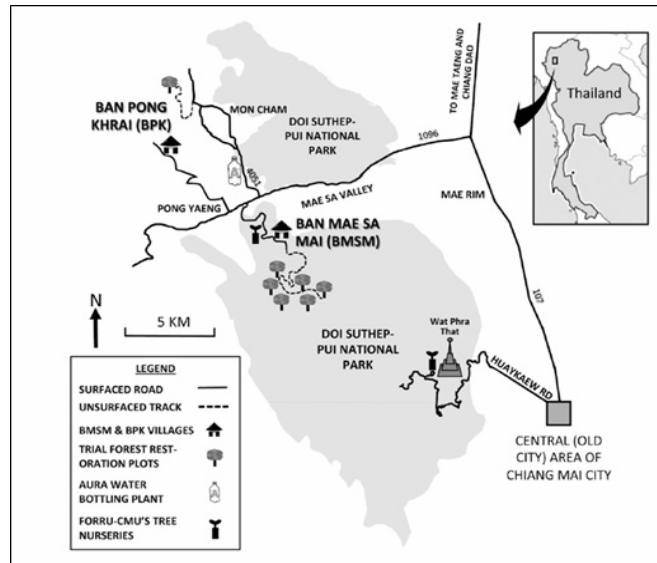 TO MAE TAENG AND
CHIANG DAO
Thailand
BAN PONG
KHRAI (BPK)
MON CHAM
DOI SUTHEP-
PUI NATIONAL
PARK
1096
4051
MAE SA VALLEY
MAE RIM
PONG YAENG
BAN MAE SA
MAI (BMSM)
107
N
5 KM
DOI SUTHEP-
PUI NATIONAL
PARK
Wat Phra
That
HUAYKAEW RD
CENTRAL (OLD
CITY) AREA OF
CHIANG MAI CITY
LEGEND
SURFACED ROAD
UNSURFACED TRACK
BMSM & BPK VILLAGES
TRIAL FOREST REST-
ORATION PLOTS
AURA WATER
BOTTLING PLANT
FORRU-CMU'S TREE
NURSERIES